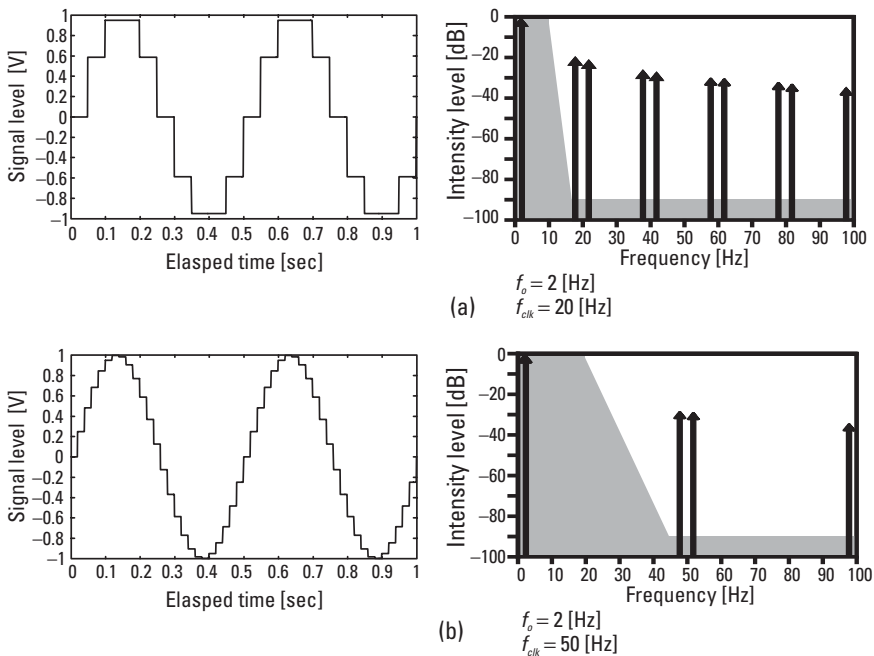 Signal level [V]
1
0.8
0.6
0.4
0.2
0
−0.2
−0.4
−0.6
−0.8
−1
0 0.1 0.2 0.3 0.4 0.5 0.6 0.7 0.8 0.9 1
Elasped time [sec]
Intensity level [dB]
0
−20
−40
−60
−80
−100
0 10 20 30 40 50 60 70 80 90 100
Frequency [Hz]
fo = 2 [Hz]
(a)
fclk = 20 [Hz]
Signal level [V]
1
0.8
0.6
0.4
0.2
0
−0.2
−0.4
−0.6
−0.8
−1
0 0.1 0.2 0.3 0.4 0.5 0.6 0.7 0.8 0.9 1
Elasped time [sec]
Intensity level [dB]
0
−20
−40
−60
−80
−100
0 10 20 30 40 50 60 70 80 90 100
Frequency [Hz]
fo = 2 [Hz]
(b)
fclk = 50 [Hz]